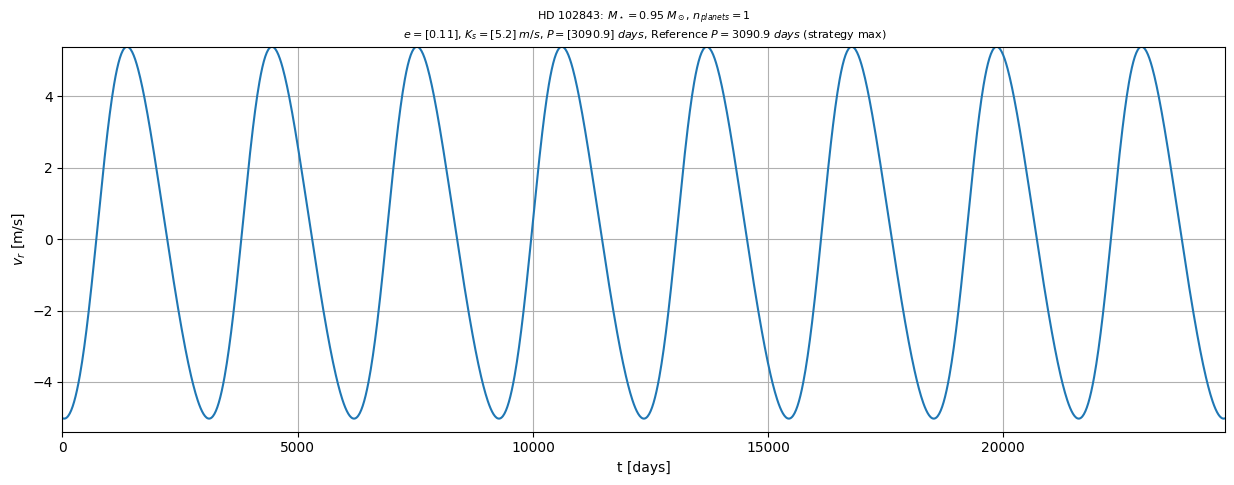 HD 102843: $M_\star = 0.95\ M_\odot$, $n_{planets} = 1$
$e = [0.11]$, $K_s = [5.2]\ m/s$, $P = [3090.9]\ days$, Reference $P = 3090.9\ days$ (strategy max)
4
2
0
−2
−4
$v_r$ [m/s]
0 5000 10000 15000 20000
t [days]